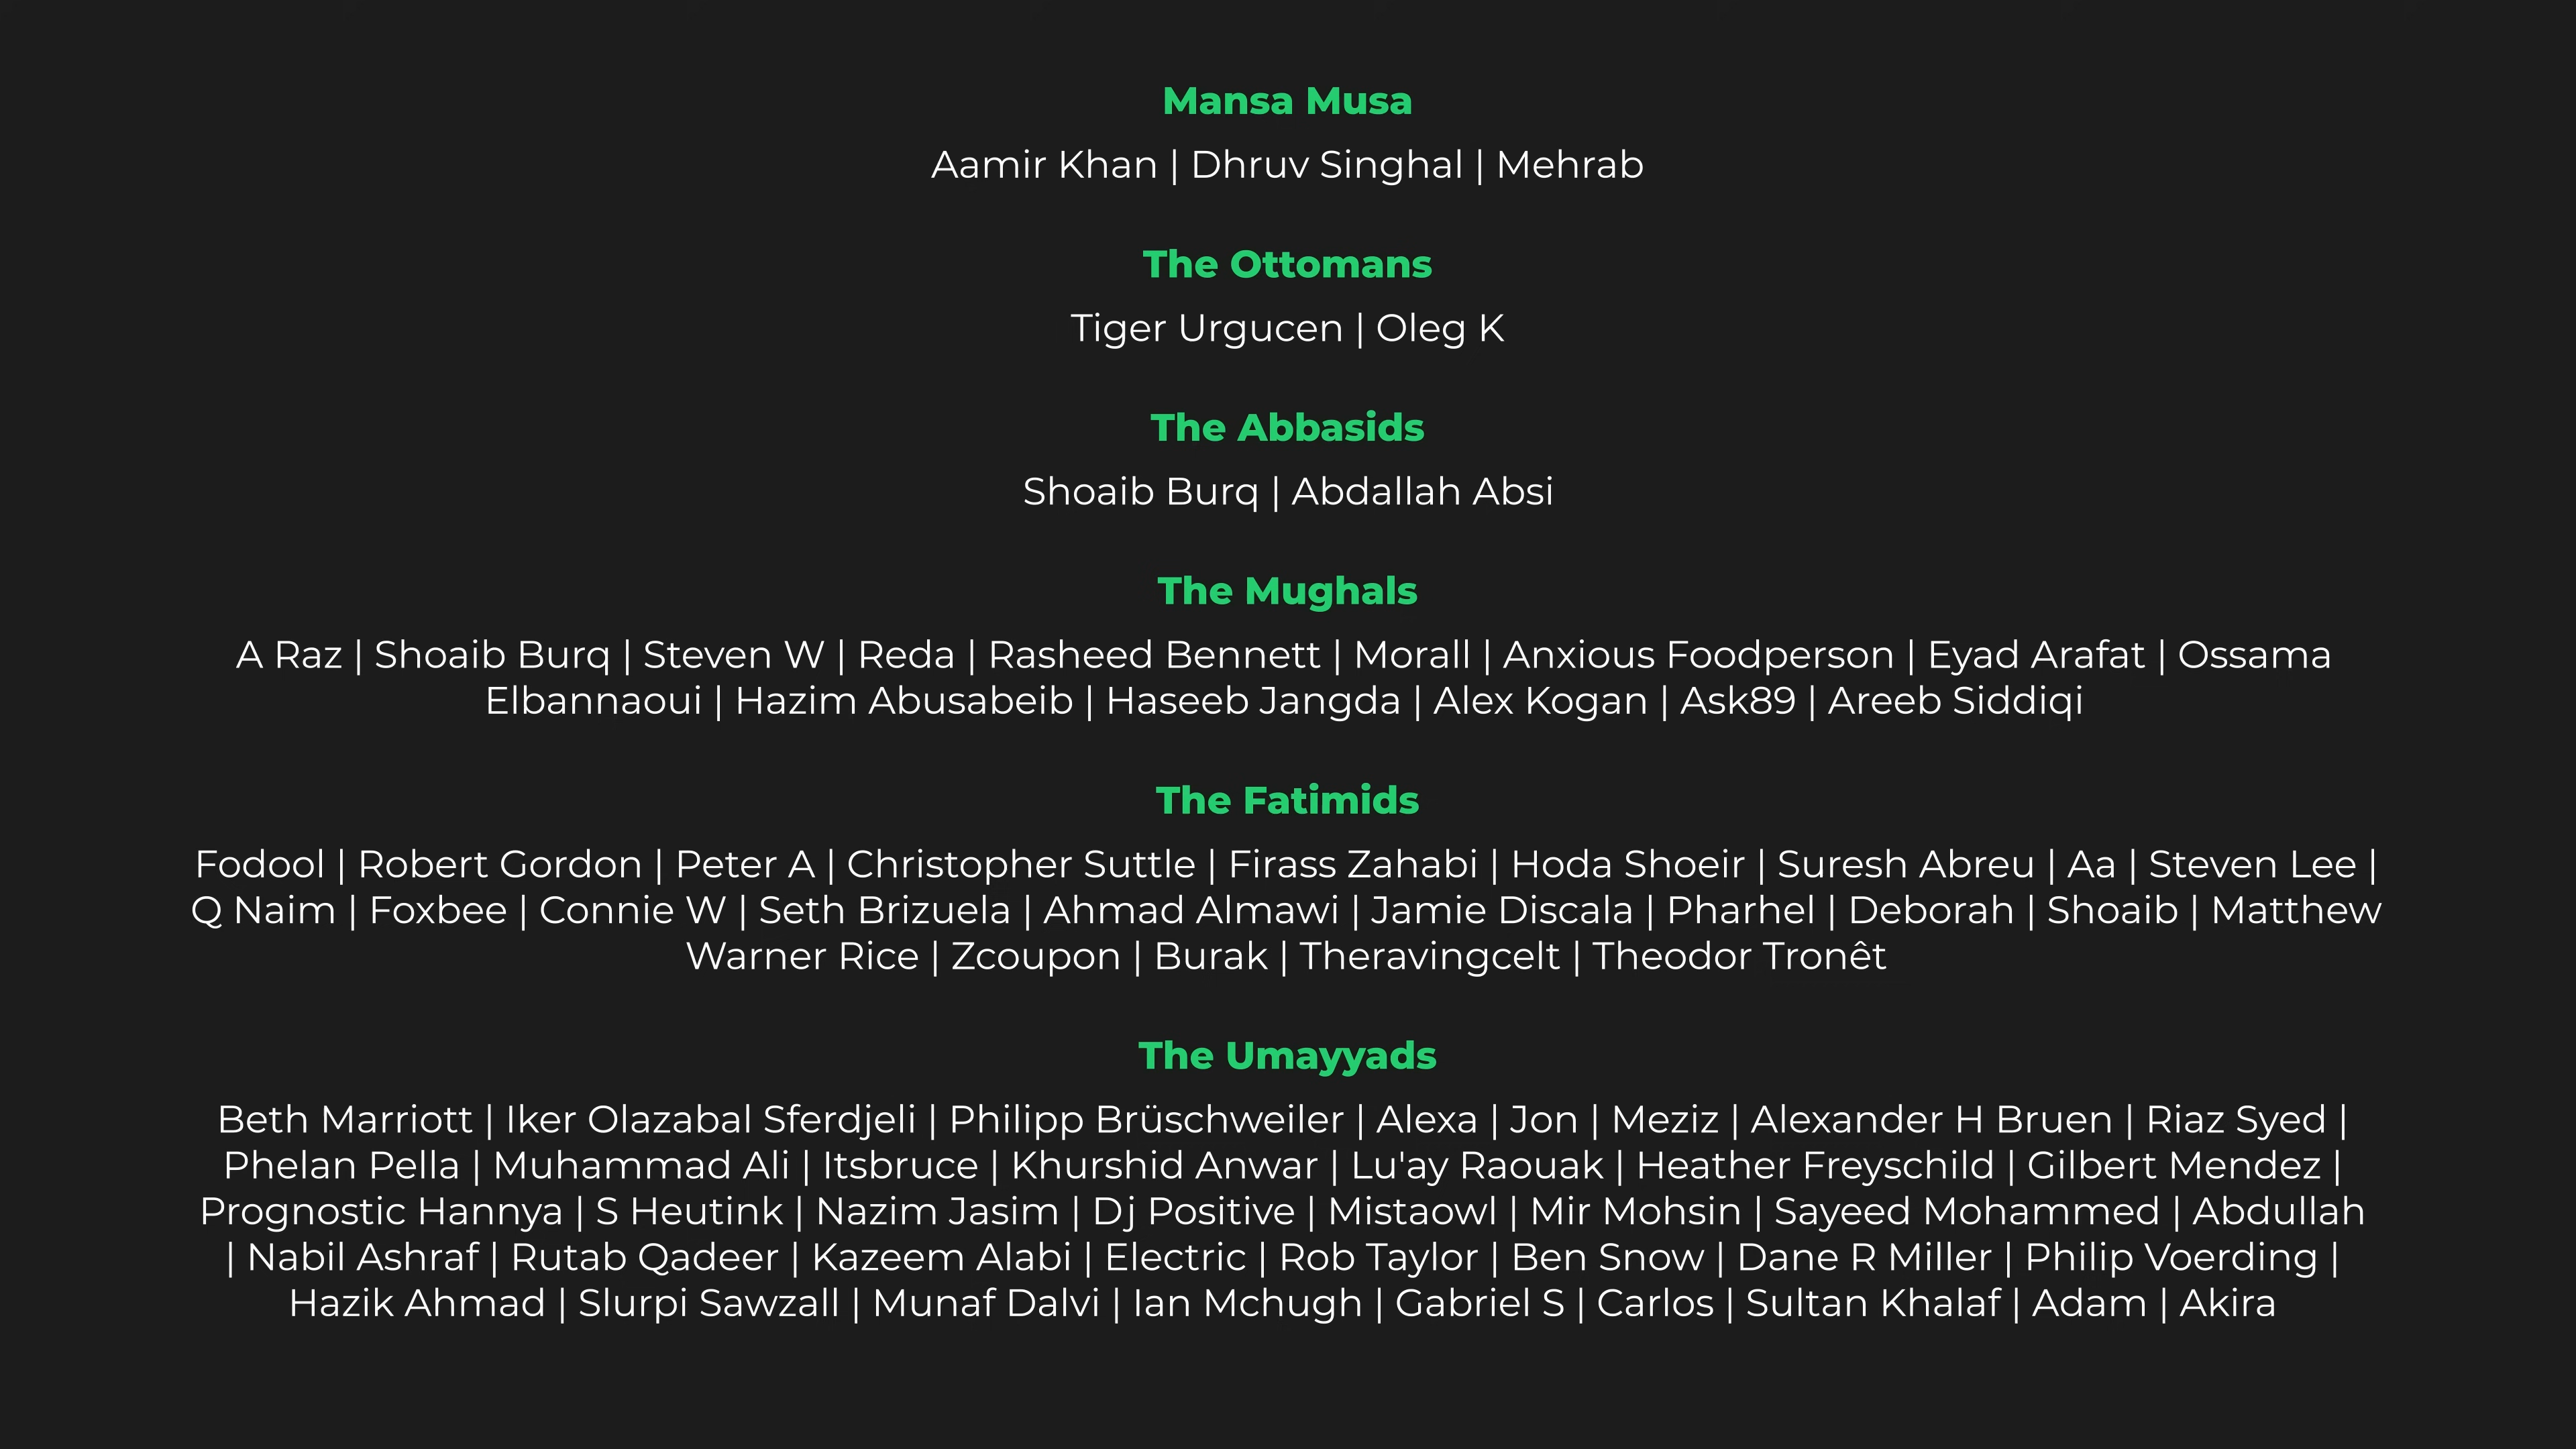 Mansa Musa
Aamir Khan | Dhruv Singhal | Mehrab
The Ottomans
Tiger Urgucen | Oleg K
The Abbasids
Shoaib Burq | Abdallah Absi
The Mughals
A Raz | Shoaib Burq | Steven W | Reda | Rasheed Bennett | Morall | Anxious Foodperson | Eyad Arafat | Ossama
Elbannaoui | Hazim Abusabeib | Haseeb Jangda | Alex Kogan | Ask89 | Areeb Siddiqi
The Fatimids
Fodool | Robert Gordon | Peter A | Christopher Suttle | Firass Zahabi | Hoda Shoeir | Suresh Abreu | Aa | Steven Lee |
Q Naim | Foxbee | Connie W | Seth Brizuela | Ahmad Almawi | Jamie Discala | Pharhel | Deborah | Shoaib | Matthew
Warner Rice | Zcoupon | Burak | Theravingcelt | Theodor Tronêt
The Umayyads
Beth Marriott | Iker Olazabal Sferdjeli | Philipp Brüschweiler | Alexa | Jon | Meziz | Alexander H Bruen | Riaz Syed |
Phelan Pella | Muhammad Ali | Itsbruce | Khurshid Anwar | Lu'ay Raouak | Heather Freyschild | Gilbert Mendez |
Prognostic Hannya | S Heutink | Nazim Jasim | Dj Positive | Mistaowl | Mir Mohsin | Sayeed Mohammed | Abdullah
| Nabil Ashraf | Rutab Qadeer | Kazeem Alabi | Electric | Rob Taylor | Ben Snow | Dane R Miller | Philip Voerding |
Hazik Ahmad | Slurpi Sawzall | Munaf Dalvi | Ian Mchugh | Gabriel S | Carlos | Sultan Khalaf | Adam | Akira